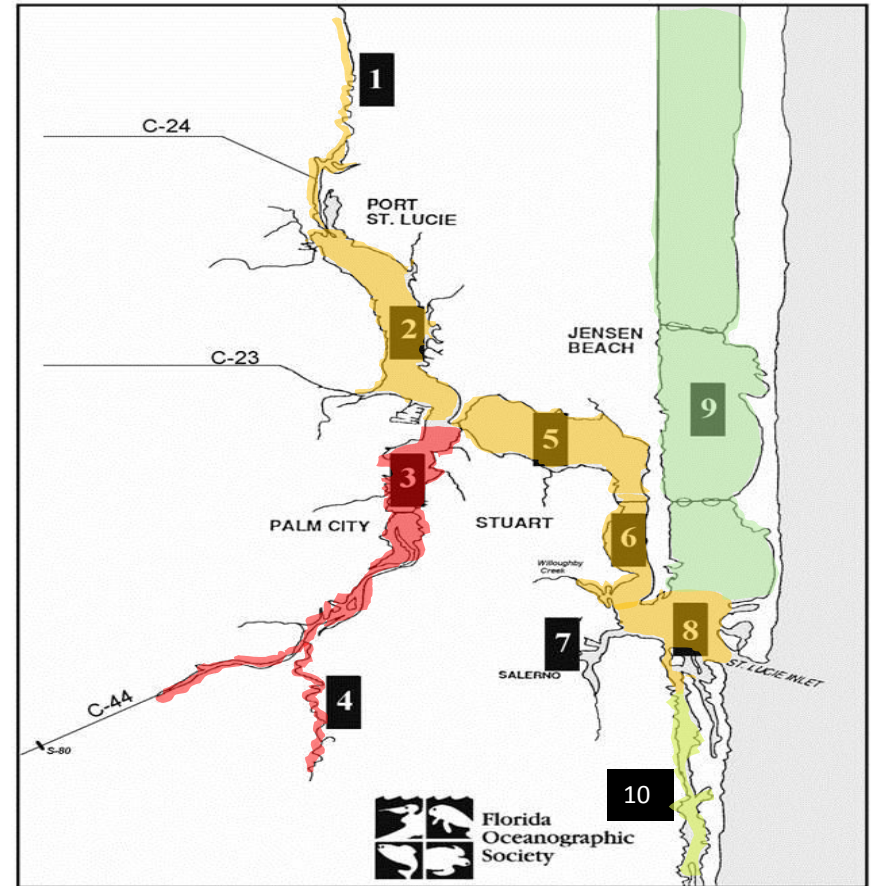 1
C-24
PORT
ST. LUCIE
2
JENSEN
BEACH
C-23
9
5
3
PALM CITY
STUART
6
Willoughby
Creek
8
7
SALERNO
ST. LUCIE INLET
4
C-44
S-80
10
Florida
Oceanographic
Society